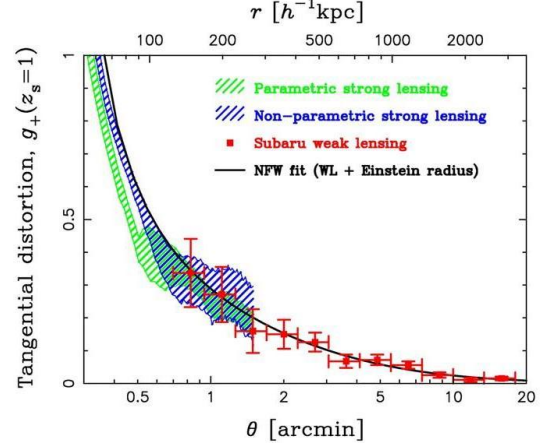 r [h⁻¹kpc]
100 200 500 1000 2000
Tangential distortion, g₊(zₛ=1)
1
0.5
0
Parametric strong lensing
Non-parametric strong lensing
Subaru weak lensing
NFW fit (WL + Einstein radius)
0.5 1 2 5 10 20
θ [arcmin]